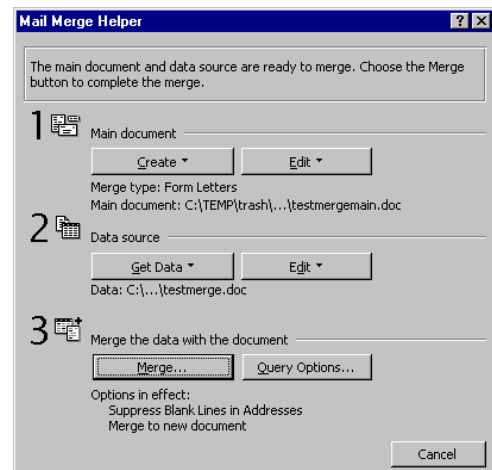 Mail Merge Helper
The main document and data source are ready to merge. Choose the Merge
button to complete the merge.
1 Main document
Create Edit
Merge type: Form Letters
Main document: C:\TEMP\trash\...\testmergemain.doc
2 Data source
Get Data Edit
Data: C:\...\testmerge.doc
3 Merge the data with the document
Merge... Query Options...
Options in effect:
Suppress Blank Lines in Addresses
Merge to new document
Cancel